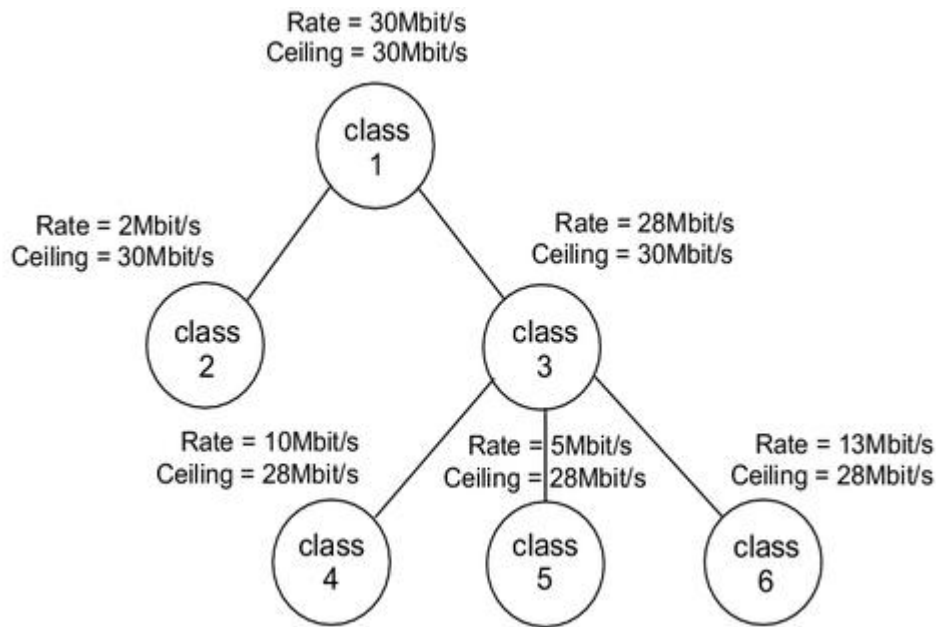 Rate = 30Mbit/s
Ceiling = 30Mbit/s
class
1
Rate = 2Mbit/s
Ceiling = 30Mbit/s
Rate = 28Mbit/s
Ceiling = 30Mbit/s
class
2
class
3
Rate = 10Mbit/s
Ceiling = 28Mbit/s
Rate = 5Mbit/s
Ceiling = 28Mbit/s
Rate = 13Mbit/s
Ceiling = 28Mbit/s
class
4
class
5
class
6